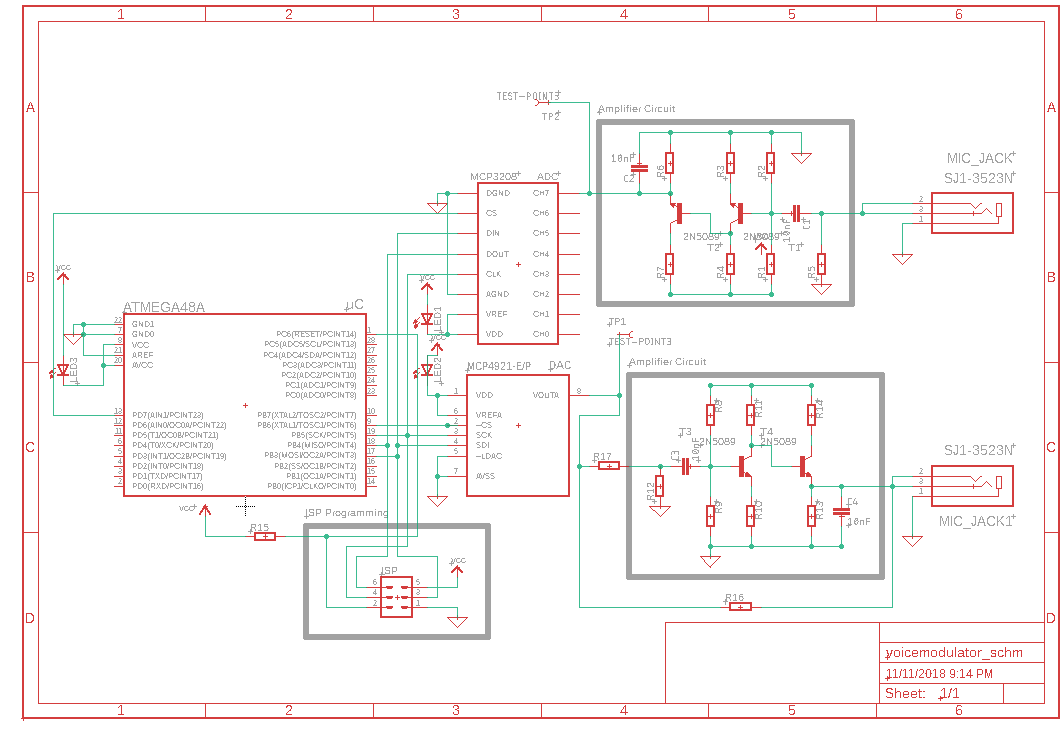 1 2 3 4 5 6
A A
B B
C C
D D
1 2 3 4 5 6
TEST-POINT3
TP2
Amplifier Circuit
10nF
C2
R6
R3
R2
2N5089
T2
2N5089
T1
10nF
C1
R7
R4
R1
R5
MIC_JACK
SJ1-3523N
2
3
1
MCP3208 ADC
DGND CH7
CS CH6
DIN CH5
DOUT CH4
CLK CH3
AGND CH2
VREF CH1
VDD CH0
VCC
LED3
VCC
LED1
VCC
LED2
ATMEGA48A µC
22 GND1
7 GND0
8 VCC
21 AREF
20 AVCC
PC6(RESET/PCINT14) 1
PC5(ADC5/SCL/PCINT13) 28
PC4(ADC4/SDA/PCINT12) 27
PC3(ADC3/PCINT11) 26
PC2(ADC2/PCINT10) 25
PC1(ADC1/PCINT9) 24
PC0(ADC0/PCINT8) 23
13 PD7(AIN1/PCINT23)
12 PD6(AIN0/OC0A/PCINT22)
11 PD5(T1/OC0B/PCINT21)
6 PD4(T0/XCK/PCINT20)
5 PD3(INT1/OC2B/PCINT19)
4 PD2(INT0/PCINT18)
3 PD1(TXD/PCINT17)
2 PD0(RXD/PCINT16)
PB7(XTAL2/TOSC2/PCINT7) 10
PB6(XTAL1/TOSC1/PCINT6) 9
PB5(SCK/PCINT5) 19
PB4(MISO/PCINT4) 18
PB3(MOSI/OC2A/PCINT3) 17
PB2(SS/OC1B/PCINT2) 16
PB1(OC1A/PCINT1) 15
PB0(ICP1/CLKO/PCINT0) 14
MCP4921-E/P DAC
1 VDD VOUTA 8
6 VREFA
2 -CS
3 SCK
4 SDI
5 -LDAC
7 AVSS
TP1
TEST-POINT3
Amplifier Circuit
R8
R11
R14
T3
2N5089
T4
2N5089
R17
C3
10nF
R12
R9
R10
R13
C4
10nF
R16
SJ1-3523N
2
3
1
MIC_JACK1
VCC
R15
ISP Programming
ISP
VCC
6 5
4 3
2 1
voicemodulator_schm
11/11/2018 9:14 PM
Sheet: 1/1